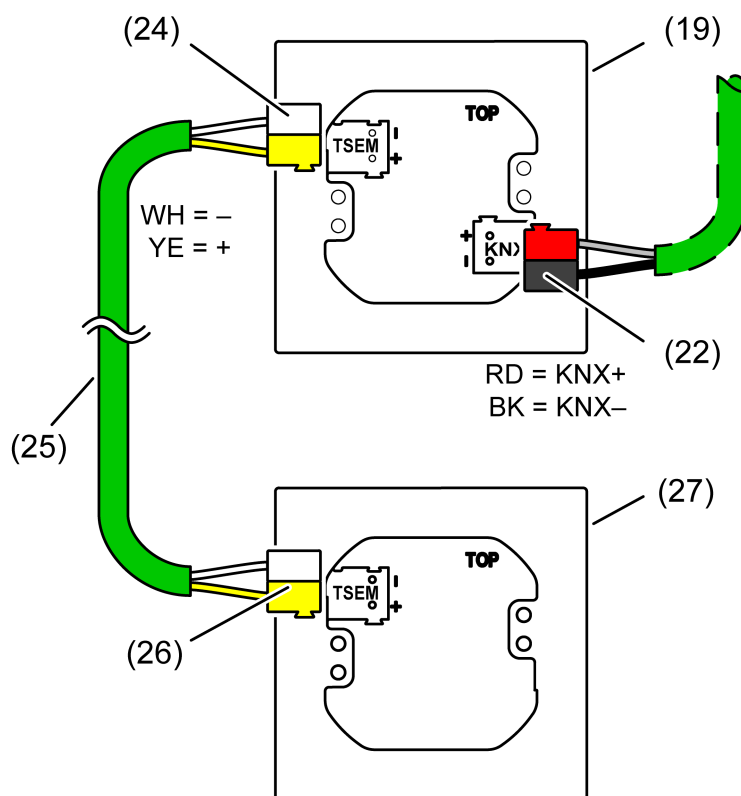 (24)
(19)
TOP
TSEM
-
+
WH = –
YE = +
+
-
KNX
(22)
RD = KNX+
BK = KNX–
(25)
(27)
TOP
TSEM
-
+
(26)